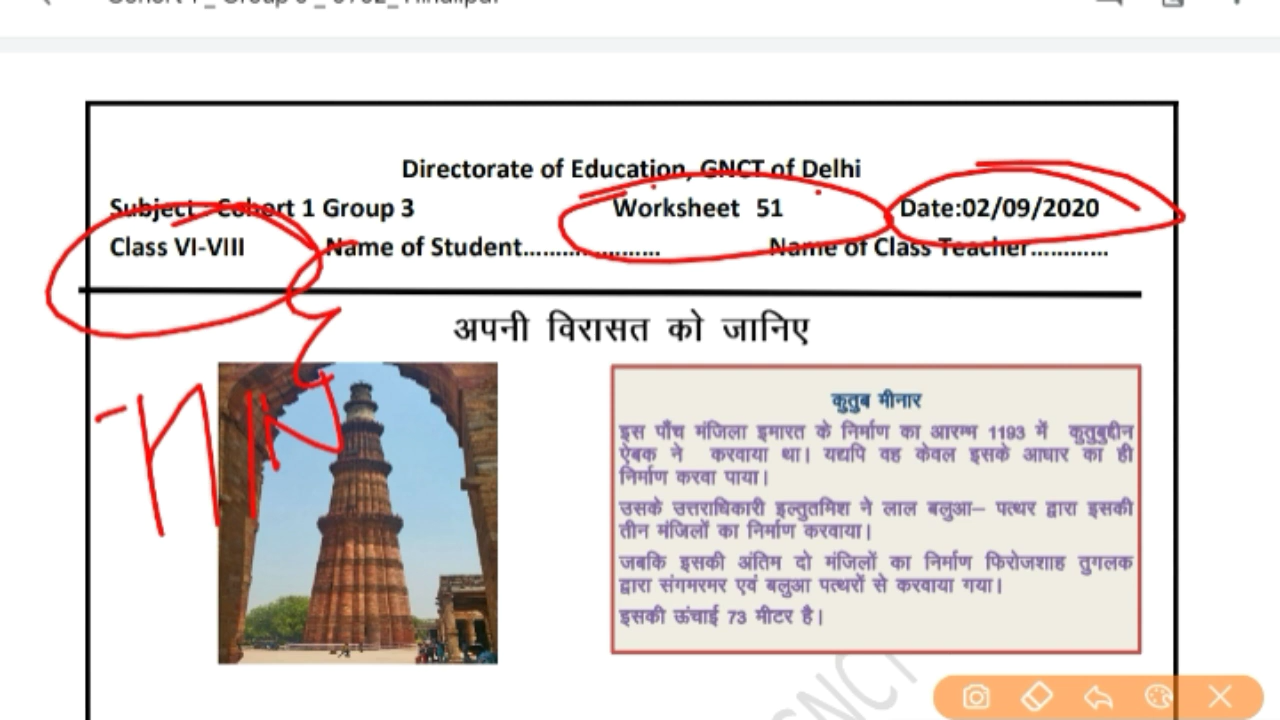 Directorate of Education, GNCT of Delhi
Subject : Cohort 1 Group 3 Worksheet 51 Date:02/09/2020
Class VI-VIII Name of Student..................... Name of Class Teacher............
अपनी विरासत को जानिए
कुतुब मीनार
इस पाँच मंजिला इमारत के निर्माण का आरम्भ 1193 में कुतुबुद्दीन
ऐबक ने करवाया था। यद्यपि वह केवल इसके आधार का ही
निर्माण करवा पाया।
उसके उत्तराधिकारी इल्तुतमिश ने लाल बलुआ– पत्थर द्वारा इसकी
तीन मंजिलों का निर्माण करवाया।
जबकि इसकी अंतिम दो मंजिलों का निर्माण फिरोजशाह तुगलक
द्वारा संगमरमर एवं बलुआ पत्थरों से करवाया गया।
इसकी ऊंचाई 73 मीटर है।
GNCT